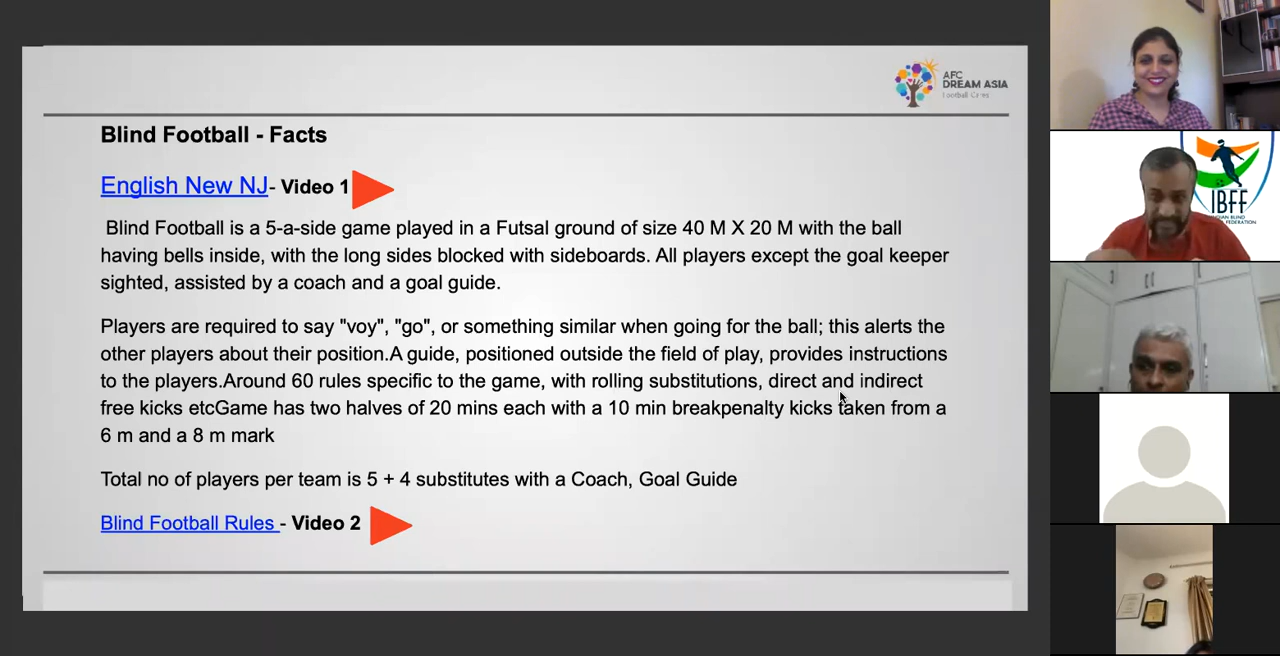 AFC
DREAM ASIA
Football Cares
Blind Football - Facts
English New NJ- Video 1
Blind Football is a 5-a-side game played in a Futsal ground of size 40 M X 20 M with the ball
having bells inside, with the long sides blocked with sideboards. All players except the goal keeper
sighted, assisted by a coach and a goal guide.
Players are required to say "voy", "go", or something similar when going for the ball; this alerts the
other players about their position.A guide, positioned outside the field of play, provides instructions
to the players.Around 60 rules specific to the game, with rolling substitutions, direct and indirect
free kicks etcGame has two halves of 20 mins each with a 10 min breakpenalty kicks taken from a
6 m and a 8 m mark
Total no of players per team is 5 + 4 substitutes with a Coach, Goal Guide
Blind Football Rules - Video 2
IBFF
FEDERATION